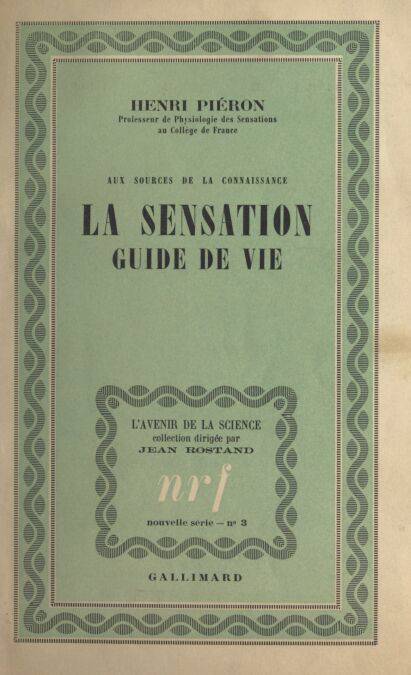 HENRI PIÉRON
Professeur de Physiologie des Sensations
au Collège de France
AUX SOURCES DE LA CONNAISSANCE
LA SENSATION
GUIDE DE VIE
L'AVENIR DE LA SCIENCE
collection dirigée par
JEAN ROSTAND
nrf
nouvelle série – nº 3
GALLIMARD